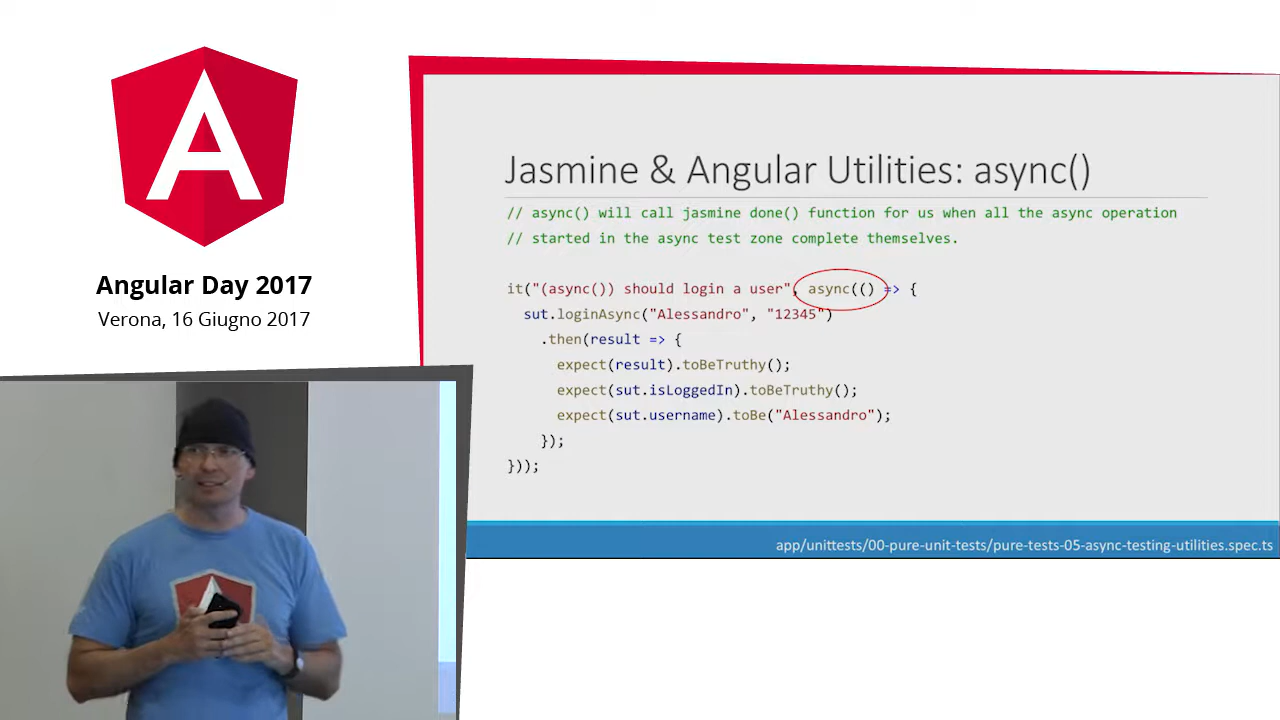 Angular Day 2017
Verona, 16 Giugno 2017
Jasmine & Angular Utilities: async()
// async() will call jasmine done() function for us when all the async operation
// started in the async test zone complete themselves.
it("(async()) should login a user", async(() => {
sut.loginAsync("Alessandro", "12345")
.then(result => {
expect(result).toBeTruthy();
expect(sut.isLoggedIn).toBeTruthy();
expect(sut.username).toBe("Alessandro");
});
}));
app/unittests/00-pure-unit-tests/pure-tests-05-async-testing-utilities.spec.ts